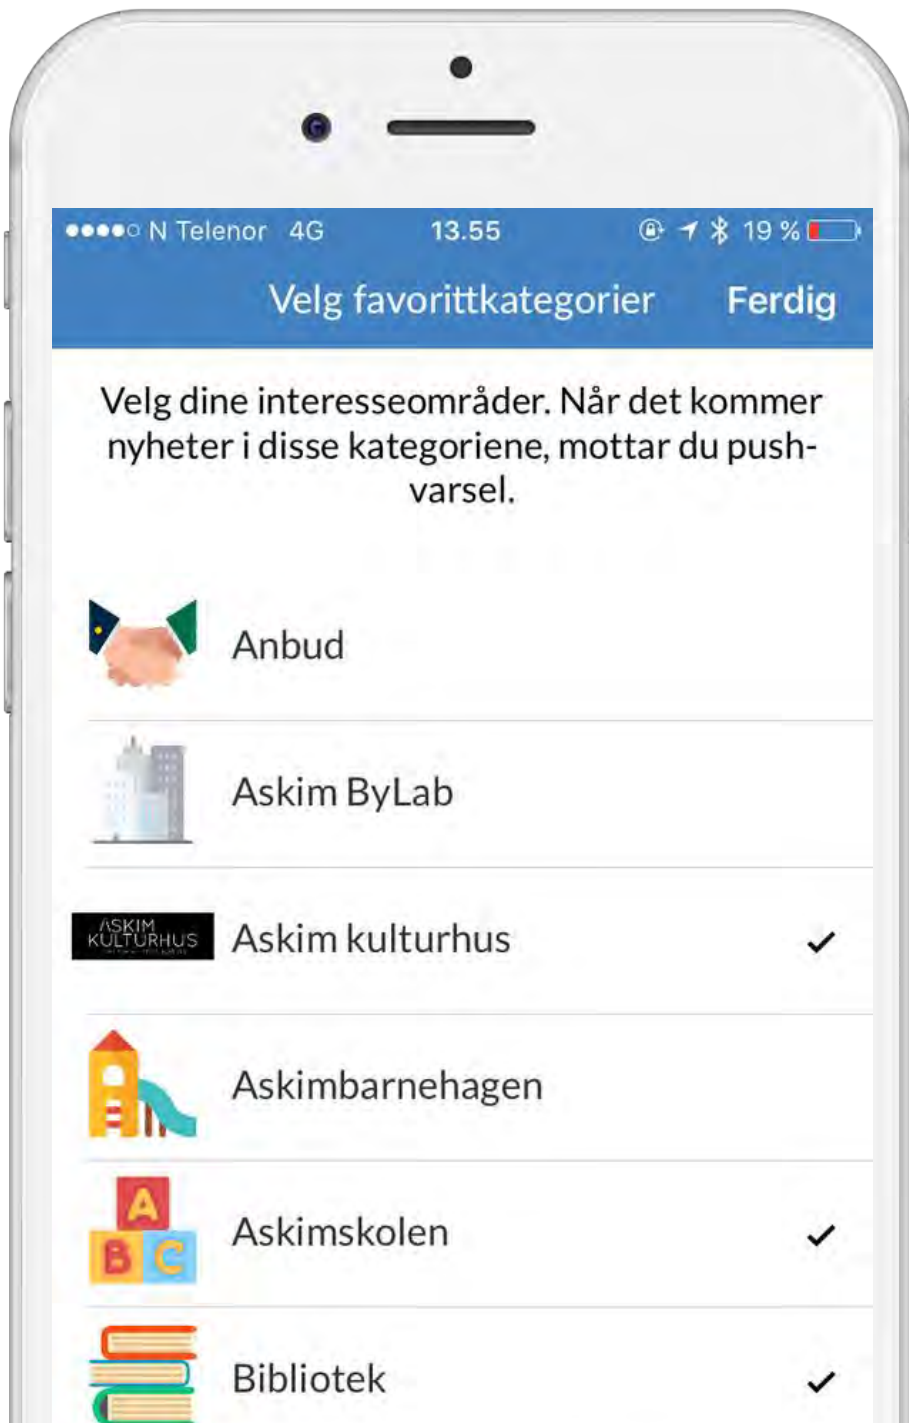 N Telenor 4G 13.55 19 %
Velg favorittkategorier Ferdig
Velg dine interesseområder. Når det kommer
nyheter i disse kategoriene, mottar du push-
varsel.
Anbud
Askim ByLab
ASKIM
KULTURHUS
Askim kulturhus
Askimbarnehagen
A
B C
Askimskolen
Bibliotek